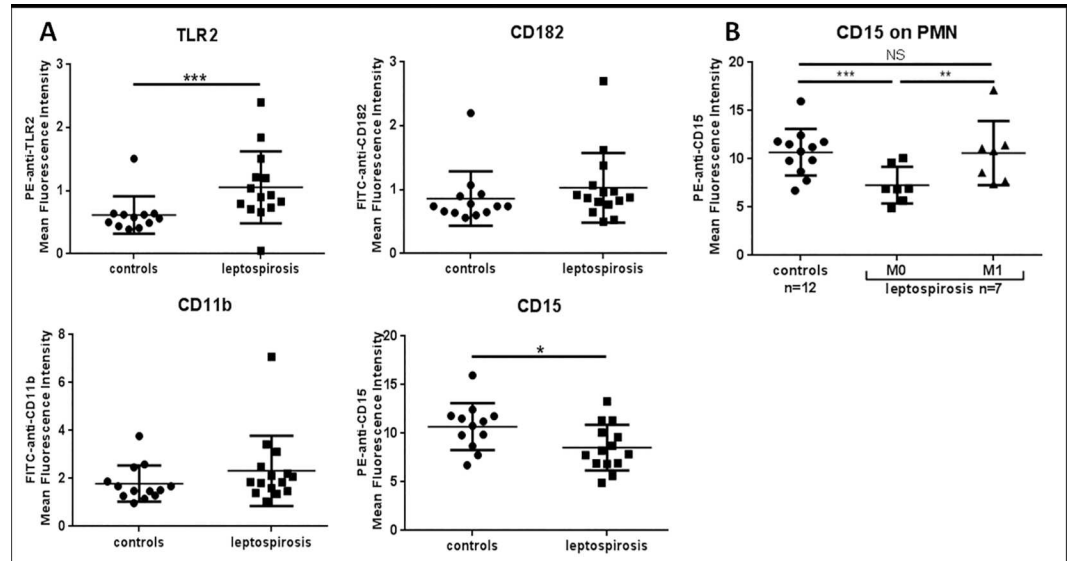 A
TLR2
PE-anti-TLR2
Mean Fluorescence Intensity
3
2
1
0
***
controls
leptospirosis
CD182
FITC-anti-CD182
Mean Fluorescence Intensity
3
2
1
0
controls
leptospirosis
CD11b
FITC-anti-CD11b
Mean Fluorescence Intensity
8
6
4
2
0
controls
leptospirosis
CD15
PE-anti-CD15
Mean Fluorescence Intensity
20
15
10
5
0
*
controls
leptospirosis
B
CD15 on PMN
PE-anti-CD15
Mean Fluorescence Intensity
20
15
10
5
0
NS
***
**
controls
n=12
M0
M1
leptospirosis n=7